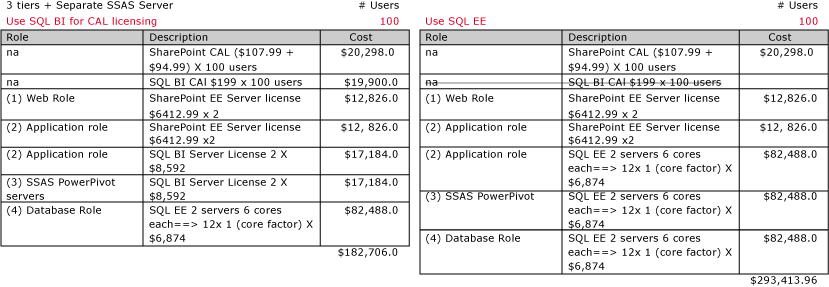 3 tiers + Separate SSAS Server # Users
Use SQL BI for CAL licensing 100
Role Description Cost
na SharePoint CAL ($107.99 + $20,298.0
$94.99) X 100 users
na SQL BI CAl $199 x 100 users $19,900.0
(1) Web Role SharePoint EE Server license $12,826.0
$6412.99 x 2
(2) Application role SharePoint EE Server license $12, 826.0
$6412.99 x2
(2) Application role SQL BI Server License 2 X $17,184.0
$8,592
(3) SSAS PowerPivot SQL BI Server License 2 X $17,184.0
servers $8,592
(4) Database Role SQL EE 2 servers 6 cores $82,488.0
each==> 12x 1 (core factor) X
$6,874
$182,706.0
# Users
Use SQL EE 100
Role Description Cost
na SharePoint CAL ($107.99 + $20,298.0
$94.99) X 100 users
na SQL BI CAl $199 x 100 users
(1) Web Role SharePoint EE Server license $12,826.0
$6412.99 x 2
(2) Application role SharePoint EE Server license $12, 826.0
$6412.99 x2
(2) Application role SQL EE 2 servers 6 cores $82,488.0
each==> 12x 1 (core factor) X
$6,874
(3) SSAS PowerPivot SQL EE 2 servers 6 cores $82,488.0
each==> 12x 1 (core factor) X
$6,874
(4) Database Role SQL EE 2 servers 6 cores $82,488.0
each==> 12x 1 (core factor) X
$6,874
$293,413.96